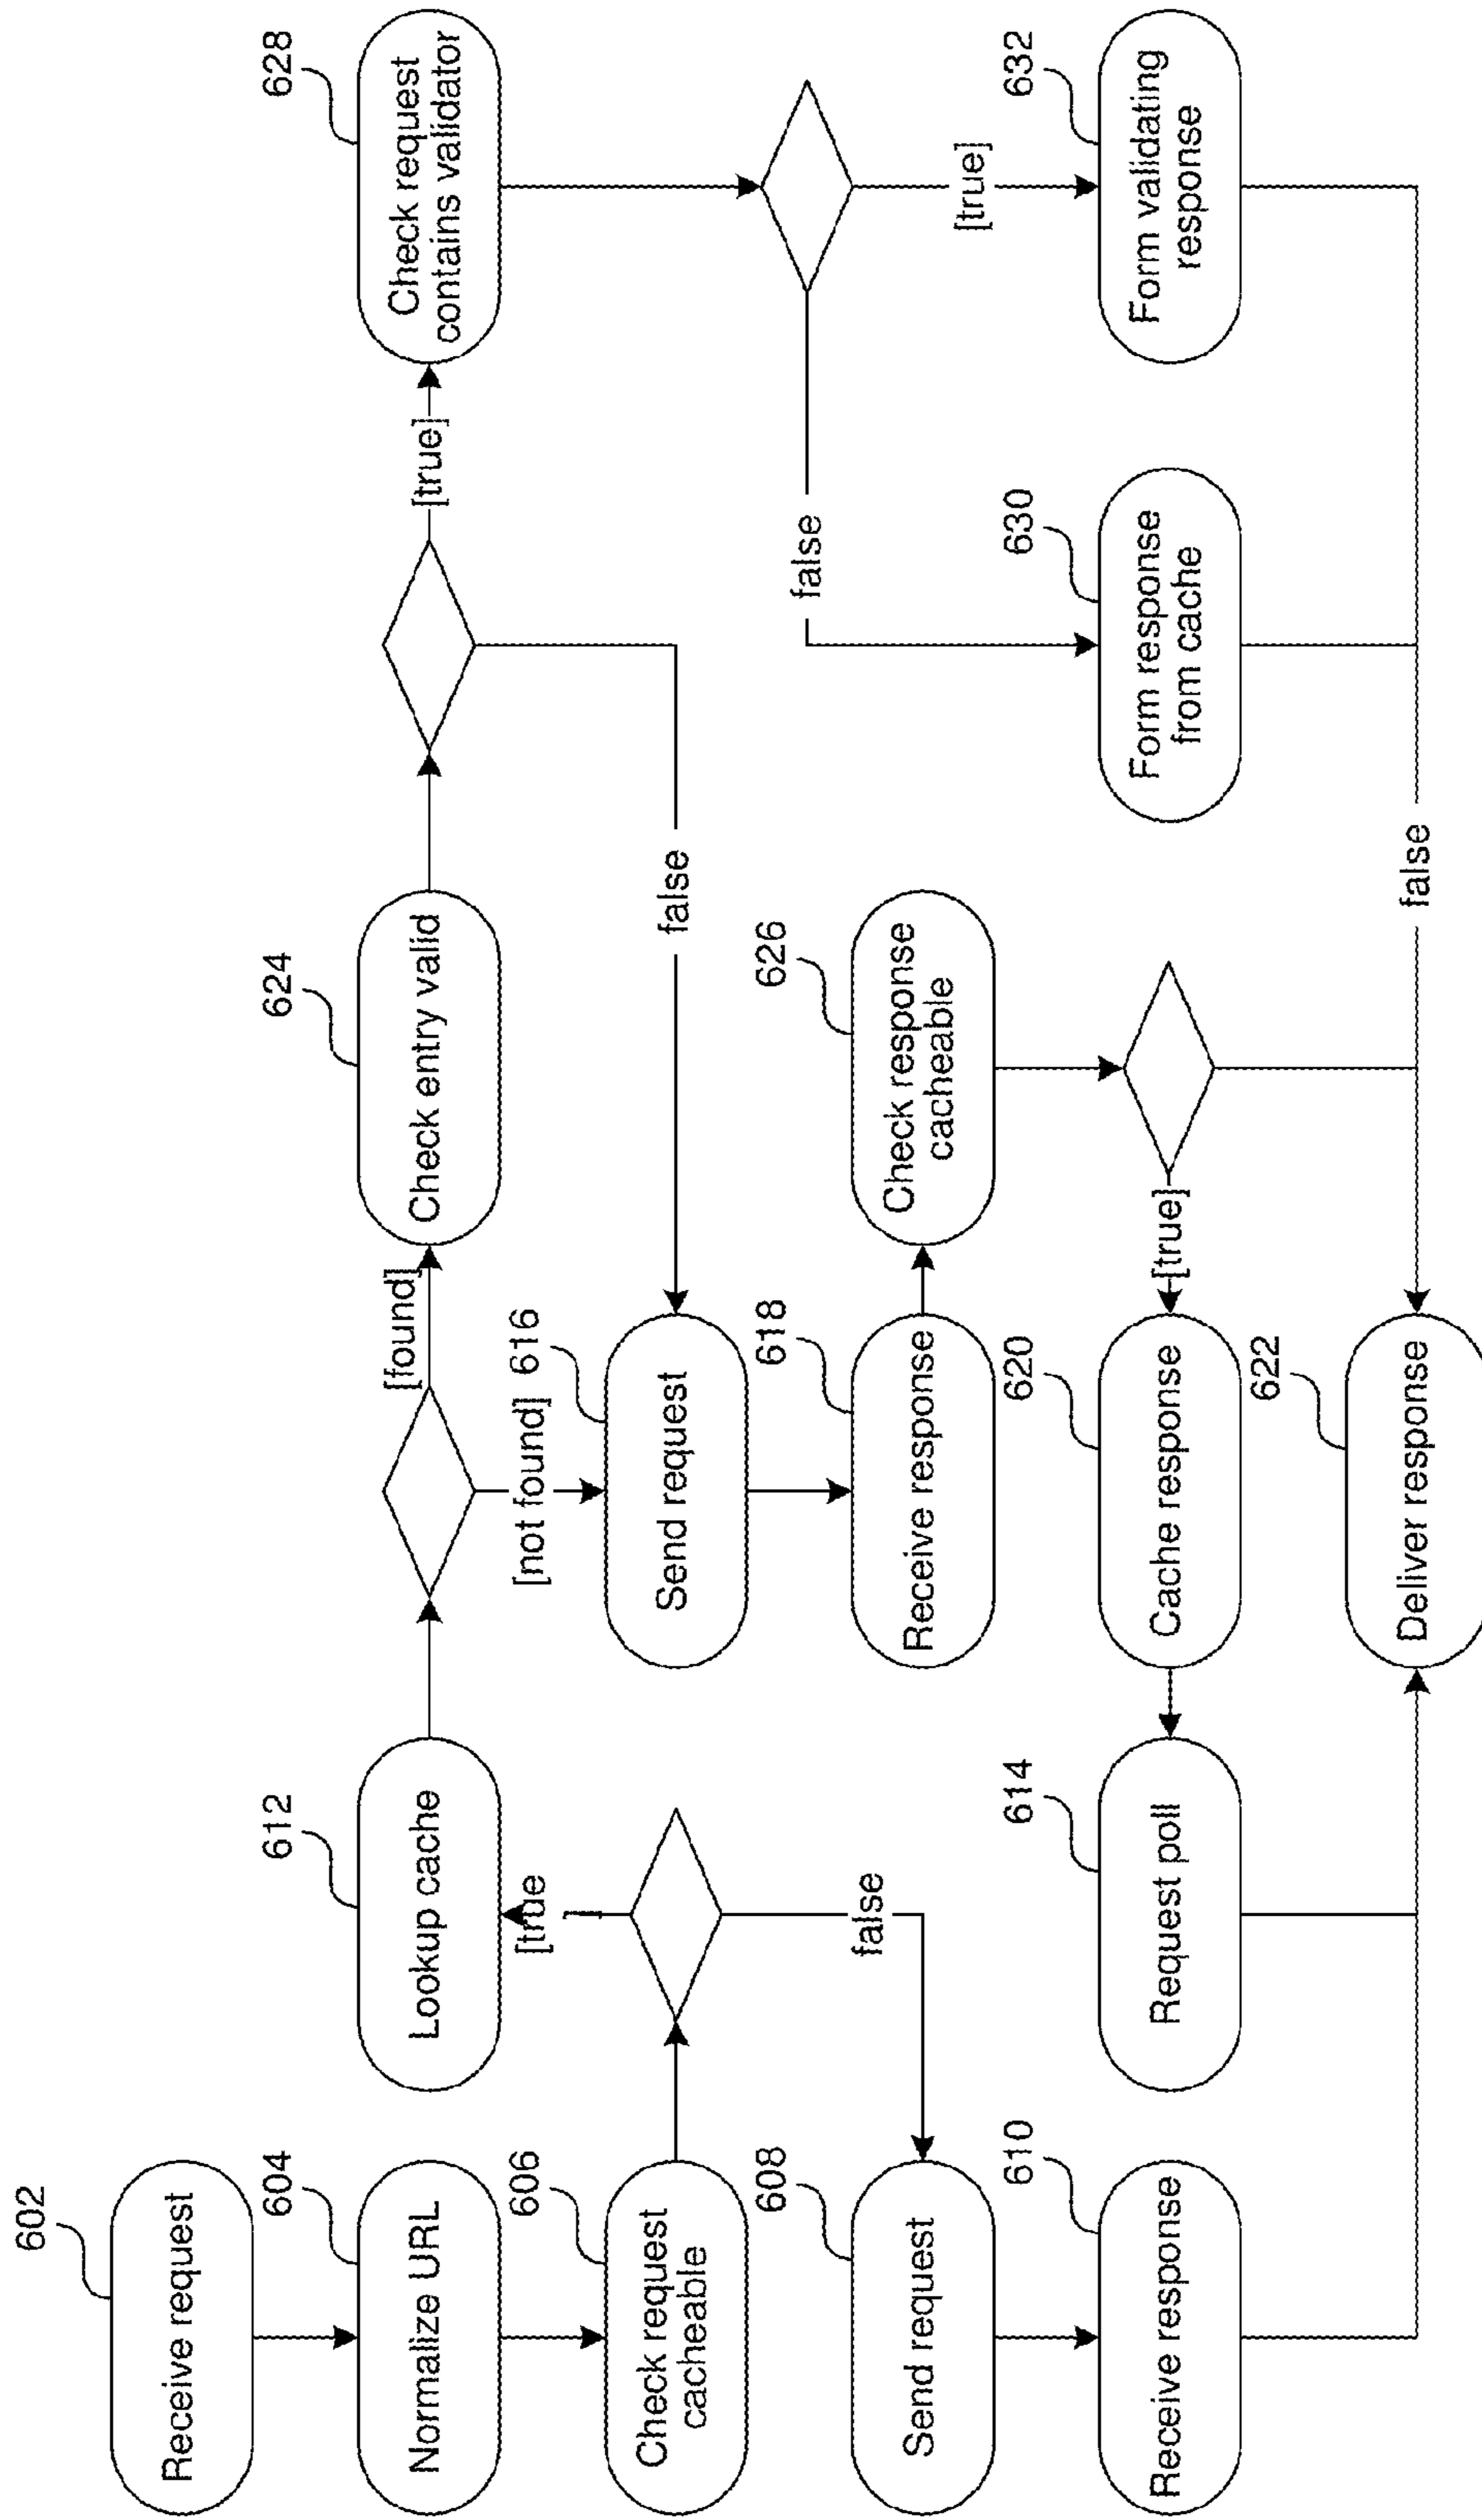 602
Receive request
604
Normalize URL
606
Check request
cacheable
608
Send request
610
Receive response
612
Lookup cache
[true
]
false
614
Request poll
[found]
[not found]
616
Send request
618
Receive response
620
Cache response
622
Deliver response
624
Check entry valid
false
626
Check response
cacheable
[true]
false
[true]
628
Check request
contains validator
false
[true]
630
Form response
from cache
632
Form validating
response